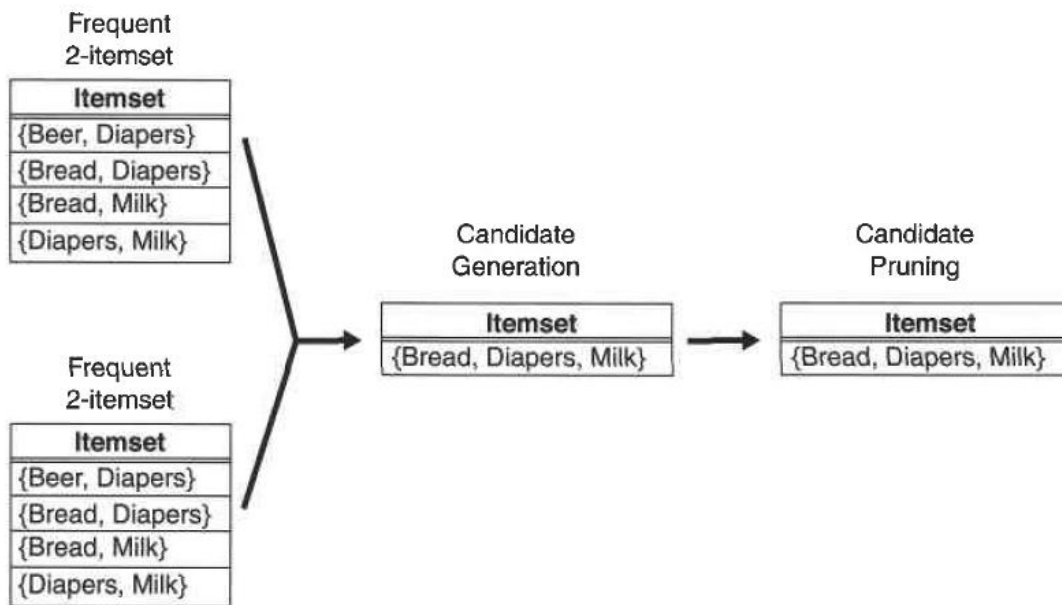 Frequent
2-itemset
Itemset
{Beer, Diapers}
{Bread, Diapers}
{Bread, Milk}
{Diapers, Milk}
Frequent
2-itemset
Itemset
{Beer, Diapers}
{Bread, Diapers}
{Bread, Milk}
{Diapers, Milk}
Candidate
Generation
Itemset
{Bread, Diapers, Milk}
Candidate
Pruning
Itemset
{Bread, Diapers, Milk}